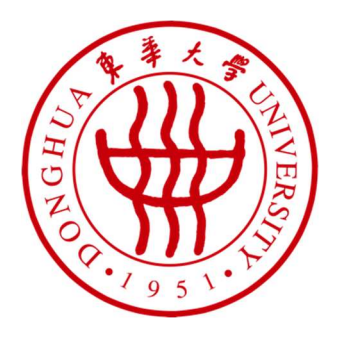 東華大學
DONGHUA UNIVERSITY
·1951·